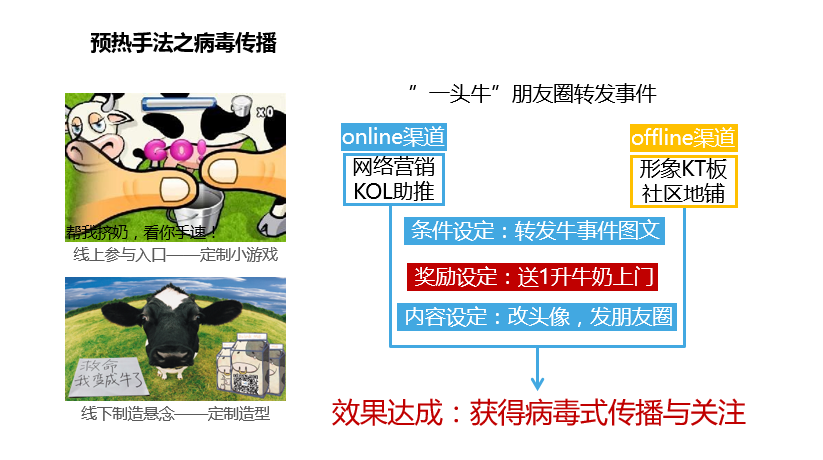 预热手法之病毒传播
x0
GO!
帮我挤奶，看你手速！
线上参与入口——定制小游戏
救命
我变成牛了
线下制造悬念——定制造型
”一头牛”朋友圈转发事件
online渠道
网络营销
KOL助推
offline渠道
形象KT板
社区地铺
条件设定：转发牛事件图文
奖励设定：送1升牛奶上门
内容设定：改头像，发朋友圈
效果达成：获得病毒式传播与关注